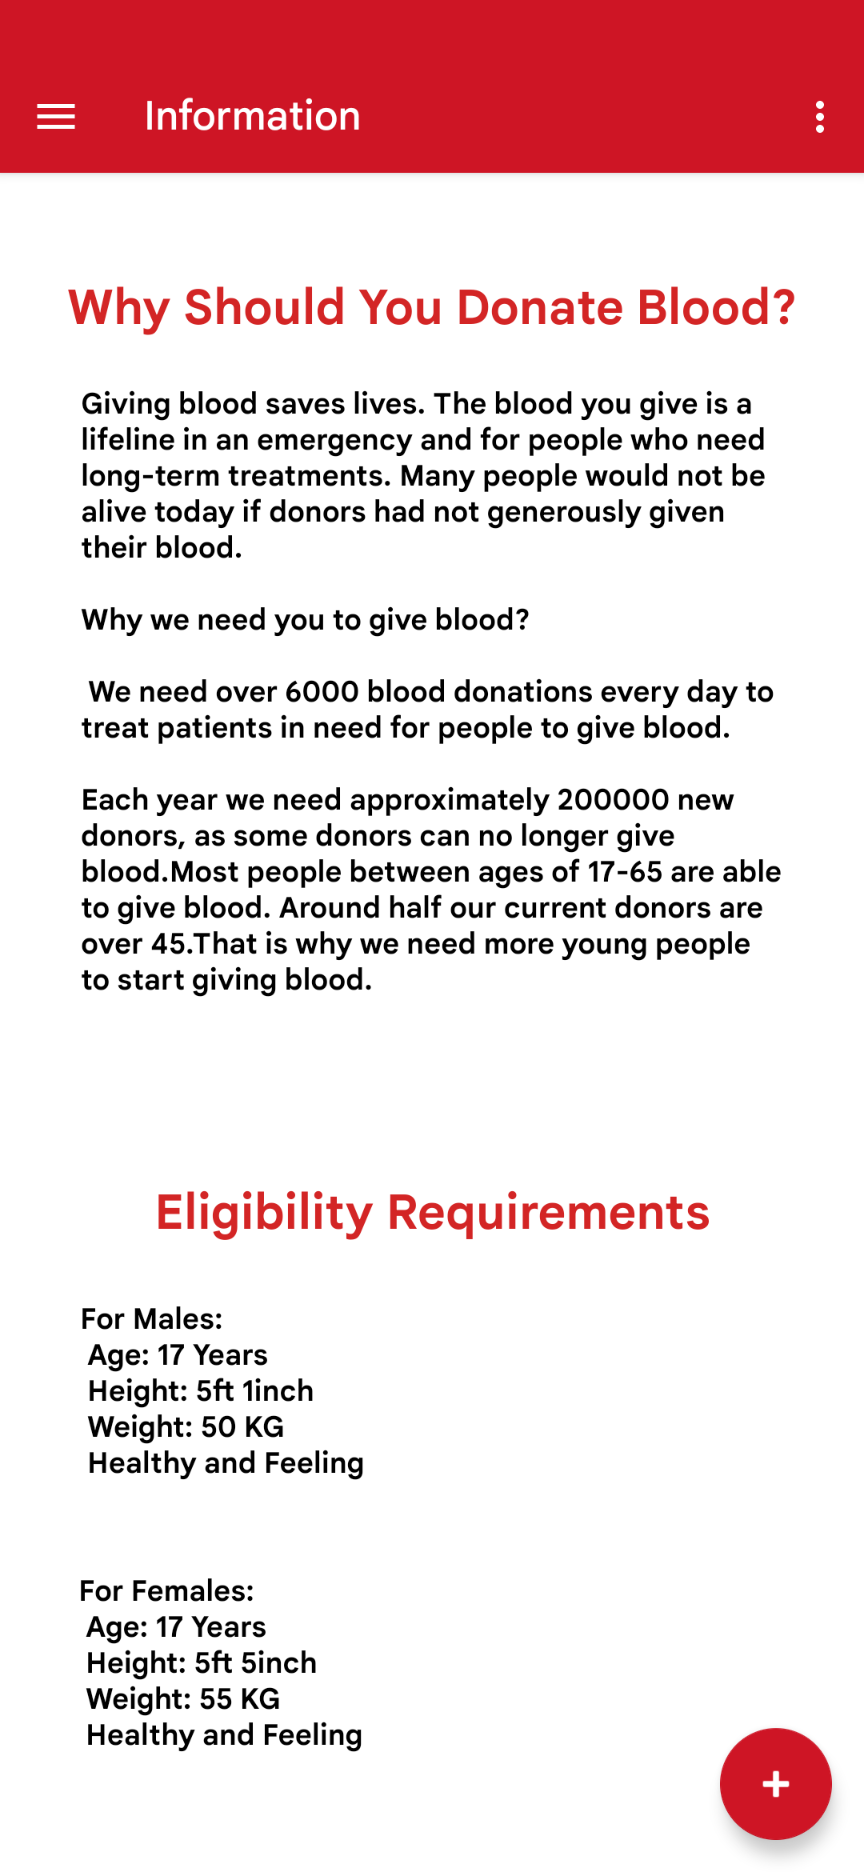 Information
Why Should You Donate Blood?
Giving blood saves lives. The blood you give is a
lifeline in an emergency and for people who need
long-term treatments. Many people would not be
alive today if donors had not generously given
their blood.
Why we need you to give blood?
We need over 6000 blood donations every day to
treat patients in need for people to give blood.
Each year we need approximately 200000 new
donors, as some donors can no longer give
blood.Most people between ages of 17-65 are able
to give blood. Around half our current donors are
over 45.That is why we need more young people
to start giving blood.
Eligibility Requirements
For Males:
Age: 17 Years
Height: 5ft 1inch
Weight: 50 KG
Healthy and Feeling
For Females:
Age: 17 Years
Height: 5ft 5inch
Weight: 55 KG
Healthy and Feeling
+